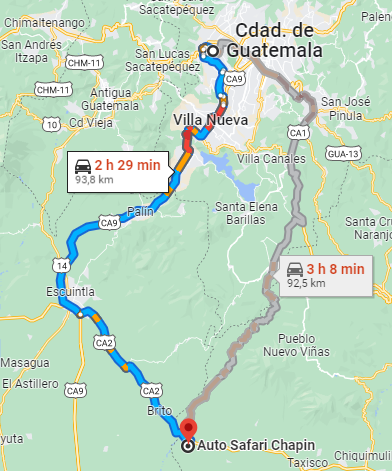 Chimaltenango
San Andrés
Itzapa
Sacatepéquez
CHM-11
San Lucas
Sacatepéquez
CHM-11
Cdad. de
Guatemala
Palen
CA9
Antigua
Guatemala
10
Cd Vieja
San José
Pinula
CA1
Villa Nueva
GUA-13
Villa Canales
2 h 29 min
93,8 km
Santa Elena
Barillas
Palín
CA9
Santa Cru
Naranjo
14
3 h 8 min
92,5 km
Escuintla
CA2
Pueblo
Nuevo Viñas
Masagua
El Astillero
CA9
CA2
Brito
yuta
Auto Safari Chapin
Taxisco
Chiquimulil